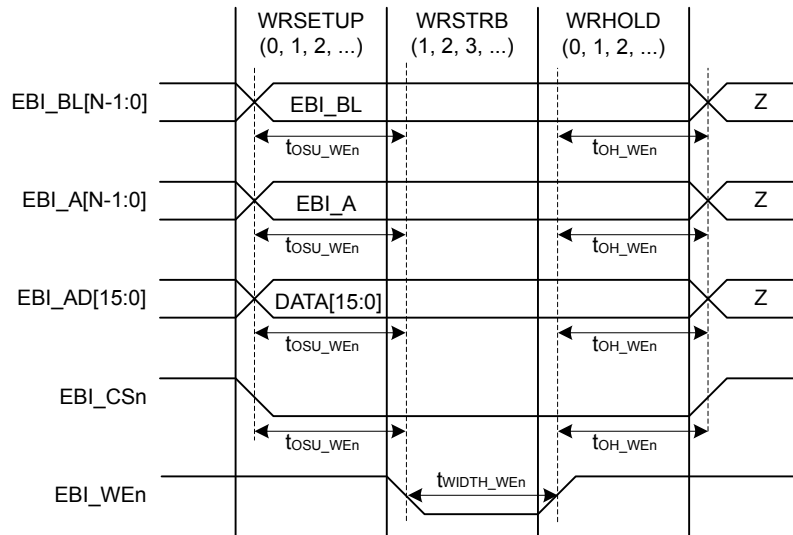 WRSETUP WRSTRB WRHOLD
(0, 1, 2, ...) (1, 2, 3, ...) (0, 1, 2, ...)
EBI_BL[N-1:0] EBI_BL Z
tOSU_WEn tOH_WEn
EBI_A[N-1:0] EBI_A Z
tOSU_WEn tOH_WEn
EBI_AD[15:0] DATA[15:0] Z
tOSU_WEn tOH_WEn
EBI_CSn
tOSU_WEn tOH_WEn
EBI_WEn tWIDTH_WEn